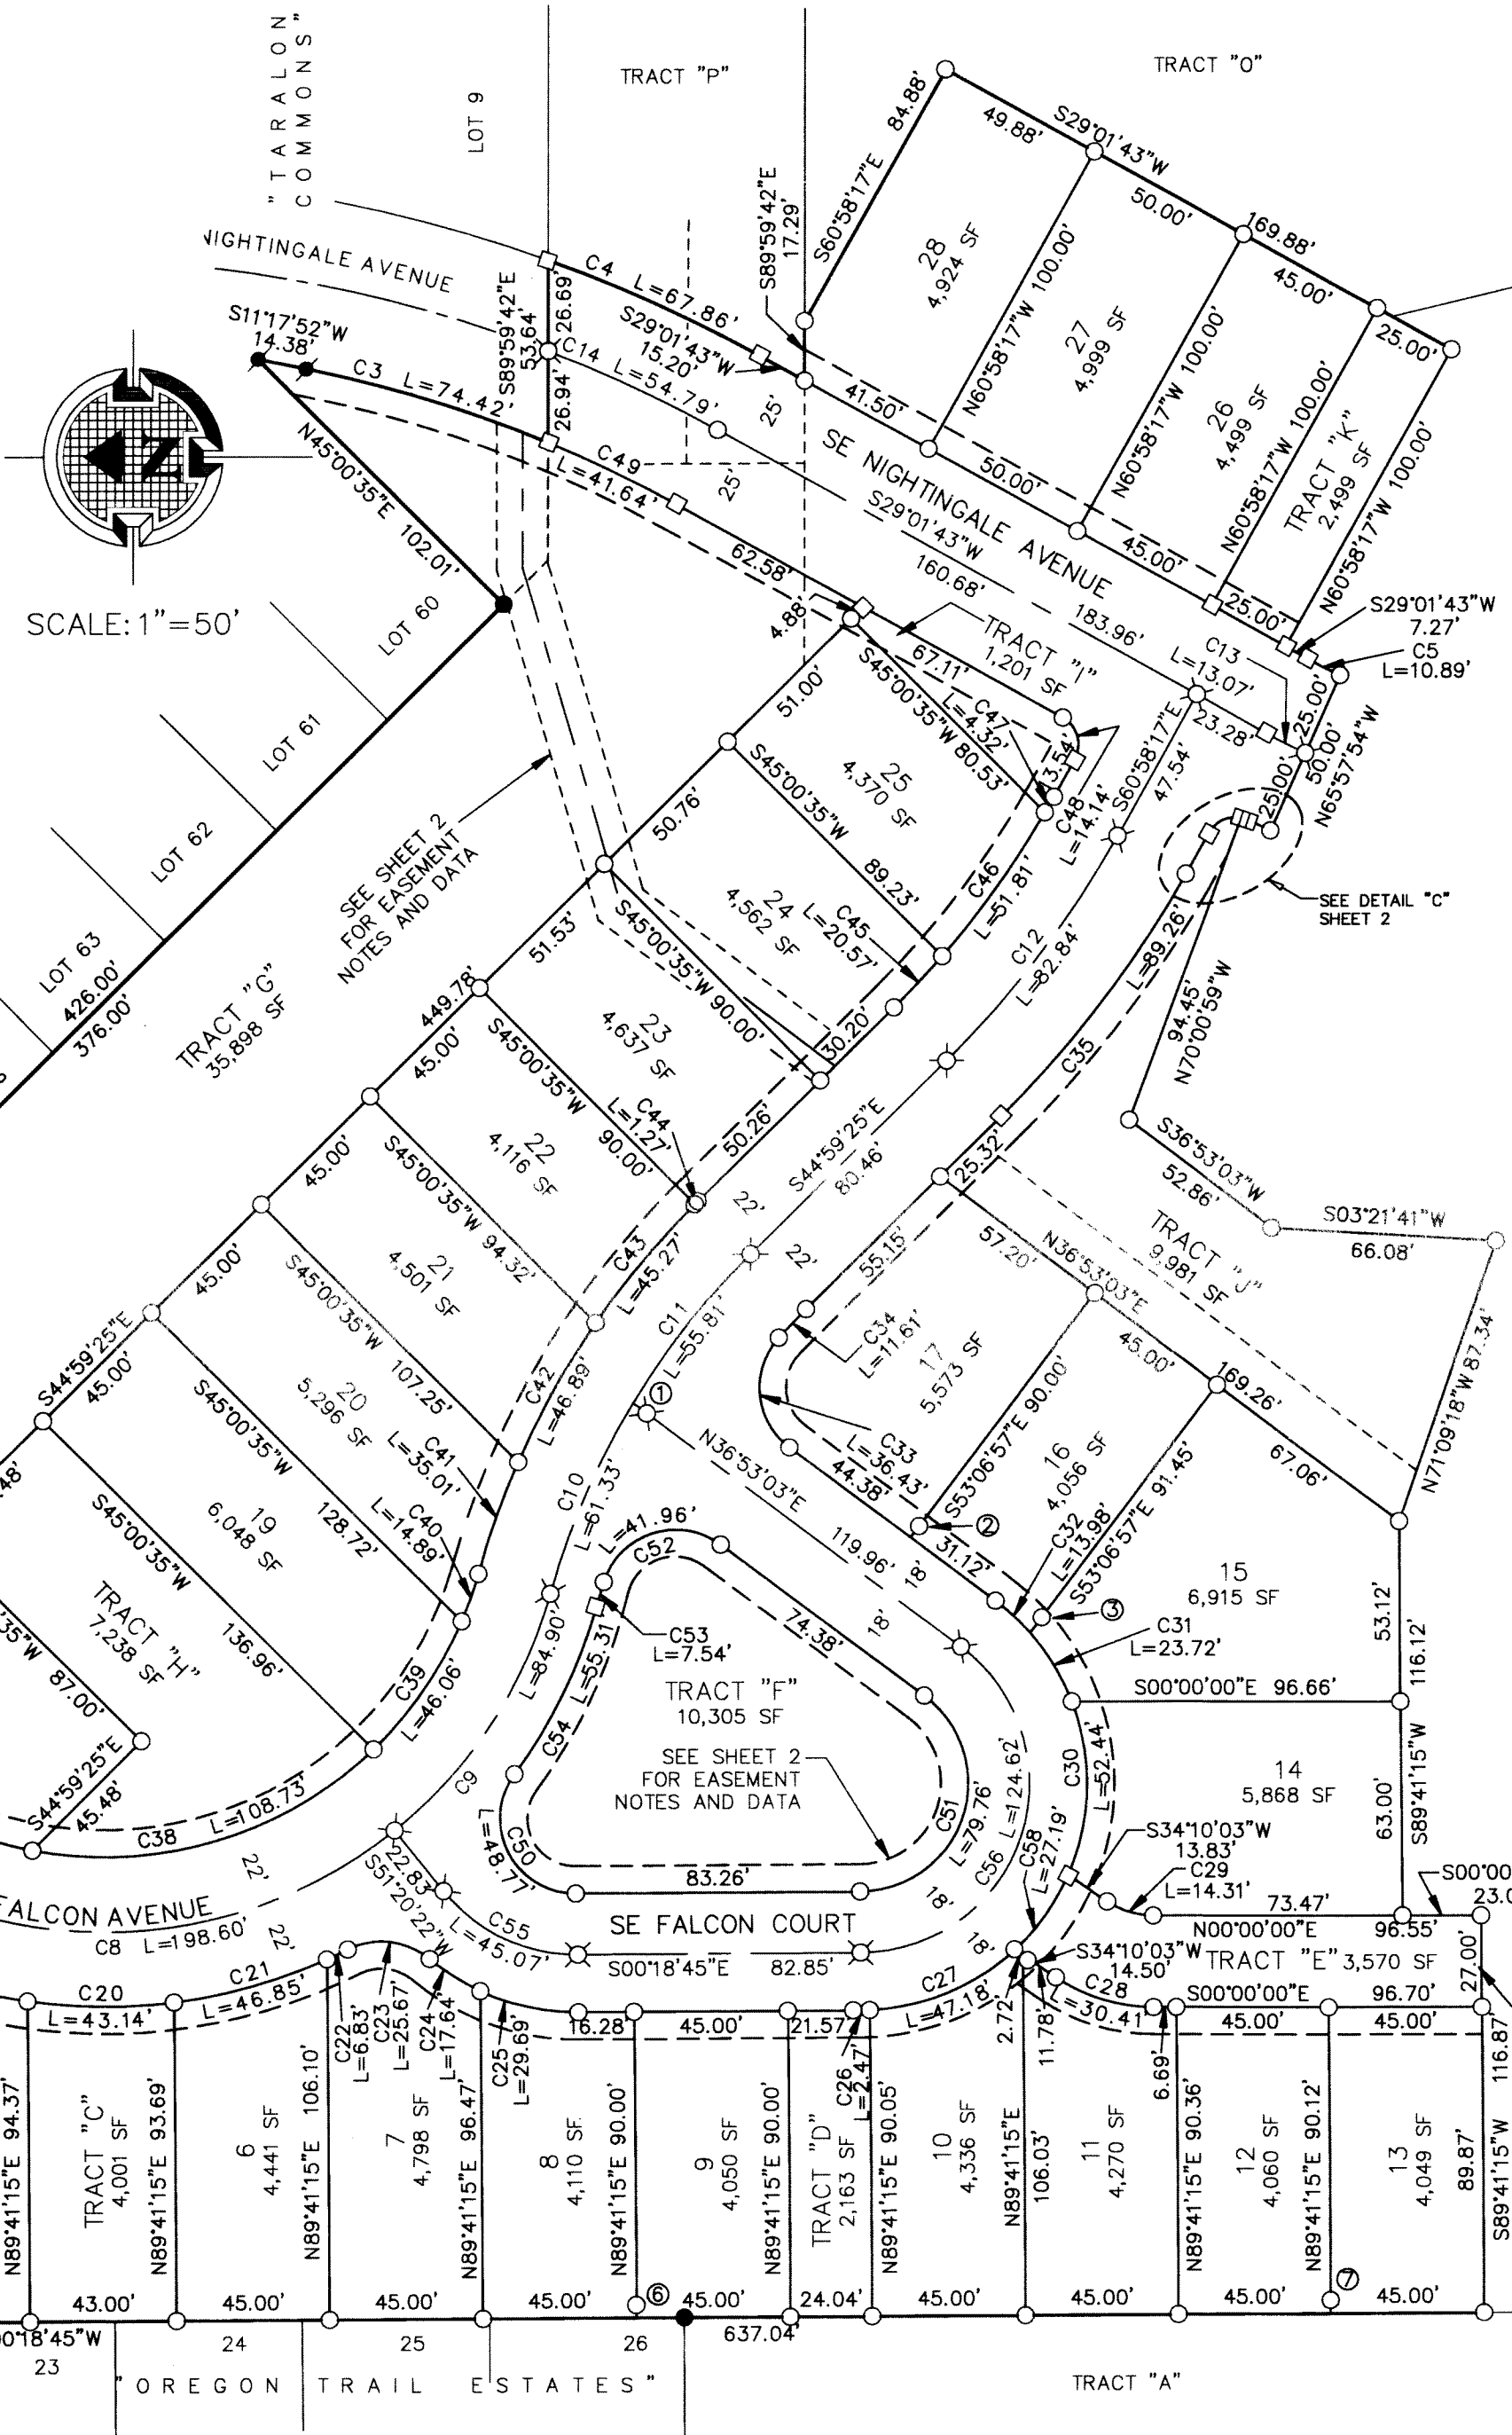 "TARALON
COMMONS"
LOT 9
TRACT "P"
TRACT "O"
NIGHTINGALE AVENUE
S11°17'52"W
14.38'
C3 L=74.42'
S89°59'42"E
53.64'
26.69'
26.94'
C4
L=67.86'
S29°01'43"W
15.20'
C14
L=54.79'
S89°59'42"E
17.29'
S60°58'17"E
84.88'
49.88'
S29°01'43"W
50.00'
169.88'
45.00'
25.00'
28
4,924 SF
N60°58'17"W 100.00'
27
4,999 SF
N60°58'17"W 100.00'
26
4,499 SF
N60°58'17"W 100.00'
TRACT "K"
2,499 SF
N60°58'17"W 100.00'
41.50'
50.00'
45.00'
25.00'
S29°01'43"W
7.27'
C5
L=10.89'
25'
25'
SE NIGHTINGALE AVENUE
S29°01'43"W
160.68'
183.96'
C13
L=13.07'
23.28'
25.00'
50.00'
25.00'
N65°57'54"W
N
SCALE: 1"=50'
N45°00'35"E 102.01'
C49
L=41.64'
62.58'
4.88'
67.11'
TRACT "I"
1,201 SF
C47
L=4.32'
13.54'
C48
L=14.14'
S60°58'17"E
47.54'
LOT 60
LOT 61
LOT 62
LOT 63
426.00'
376.00'
TRACT "G"
35,898 SF
SEE SHEET 2
FOR EASEMENT
NOTES AND DATA
SEE DETAIL "C"
SHEET 2
51.00'
S45°00'35"W 80.53'
25
4,370 SF
S45°00'35"W 89.23'
50.76'
24
4,562 SF
C46
L=51.81'
C45
L=20.57'
30.20'
S45°00'35"W 90.00'
51.53'
449.78'
23
4,637 SF
S45°00'35"W 90.00'
C44
L=1.27'
50.26'
45.00'
22
4,116 SF
S45°00'35"W 94.32'
C43
L=45.27'
45.00'
21
4,501 SF
S45°00'35"W 107.25'
C42
L=46.89'
45.00'
20
5,296 SF
S45°00'35"W 128.72'
C41
L=35.01'
C40
L=14.89'
S44°59'25"E
45.00'
19
6,048 SF
S45°00'35"W 136.96'
C39
L=46.06'
TRACT "H"
7,238 SF
35"W 87.00'
48'
S44°59'25"E
45.48'
C38 L=108.73'
C12
L=82.84'
S44°59'25"E
80.46'
22'
22'
C11
L=55.81'
①
C10
L=61.33'
L=84.90'
C9
L=89.26'
C35
94.45'
N70°00'59"W
S36°53'03"W
52.86'
S03°21'41"W
66.08'
N71°09'18"W 87.34'
TRACT "J"
9,981 SF
25.32'
57.20'
N36°53'03"E
45.00'
169.26'
67.06'
55.15'
C34
L=11.61'
17
5,573 SF
C33
L=36.43'
44.38'
S53°06'57"E 90.00'
②
16
4,056 SF
C32
L=13.98'
S53°06'57"E 91.45'
31.12'
③
N36°53'03"E
119.96'
18'
18'
15
6,915 SF
C31
L=23.72'
53.12'
116.12'
S00°00'00"E 96.66'
L=41.96'
C52
74.38'
C53
L=7.54'
L=55.31'
C54
TRACT "F"
10,305 SF
SEE SHEET 2
FOR EASEMENT
NOTES AND DATA
C51
L=79.76'
C50
L=48.77'
83.26'
C56 L=124.62'
C30
L=52.44'
C58
L=27.19'
14
5,868 SF
63.00'
S89°41'15"W
S34°10'03"W
13.83'
C29
L=14.31'
73.47'
N00°00'00"E 96.55'
S00°00
23.0
27.00'
FALCON AVENUE
C8 L=198.60'
22'
22'
22.83'
S51°20'22"W
C55
L=45.07'
SE FALCON COURT
S00°18'45"E 82.85'
18'
18'
S34°10'03"W
14.50'
TRACT "E" 3,570 SF
C28
L=30.41'
S00°00'00"E 96.70'
45.00'
45.00'
C20
L=43.14'
C21
L=46.85'
C22
L=6.83'
C23
L=25.67'
C24
L=17.64'
C25
L=29.69'
16.28'
45.00'
21.57'
C26
L=2.47'
C27
L=47.18'
2.72'
11.78'
6.69'
116.87'
N89°41'15"E 94.37'
TRACT "C"
4,001 SF
N89°41'15"E 93.69'
6
4,441 SF
N89°41'15"E 106.10'
7
4,798 SF
N89°41'15"E 96.47'
8
4,110 SF
N89°41'15"E 90.00'
9
4,050 SF
N89°41'15"E 90.00'
TRACT "D"
2,163 SF
N89°41'15"E 90.05'
10
4,336 SF
N89°41'15"E
106.03'
11
4,270 SF
N89°41'15"E 90.36'
12
4,060 SF
N89°41'15"E 90.12'
13
4,049 SF
89.87'
S89°41'15"W
43.00'
45.00'
45.00'
45.00'
⑥
45.00'
24.04'
45.00'
45.00'
45.00'
⑦
45.00'
0°18'45"W
637.04'
23
24
25
26
"OREGON TRAIL ESTATES"
TRACT "A"